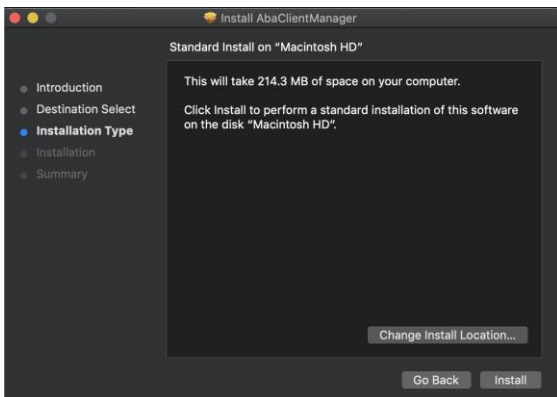 Install AbaClientManager
Standard Install on “Macintosh HD”
Introduction
Destination Select
Installation Type
Installation
Summary
This will take 214.3 MB of space on your computer.
Click Install to perform a standard installation of this software
on the disk “Macintosh HD”.
Change Install Location...
Go Back
Install